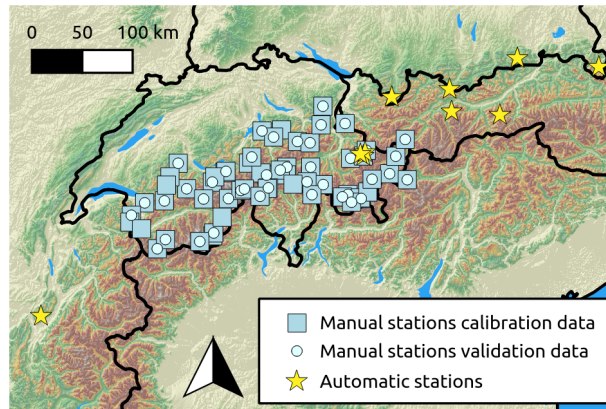 0 50 100 km
Manual stations calibration data
Manual stations validation data
Automatic stations